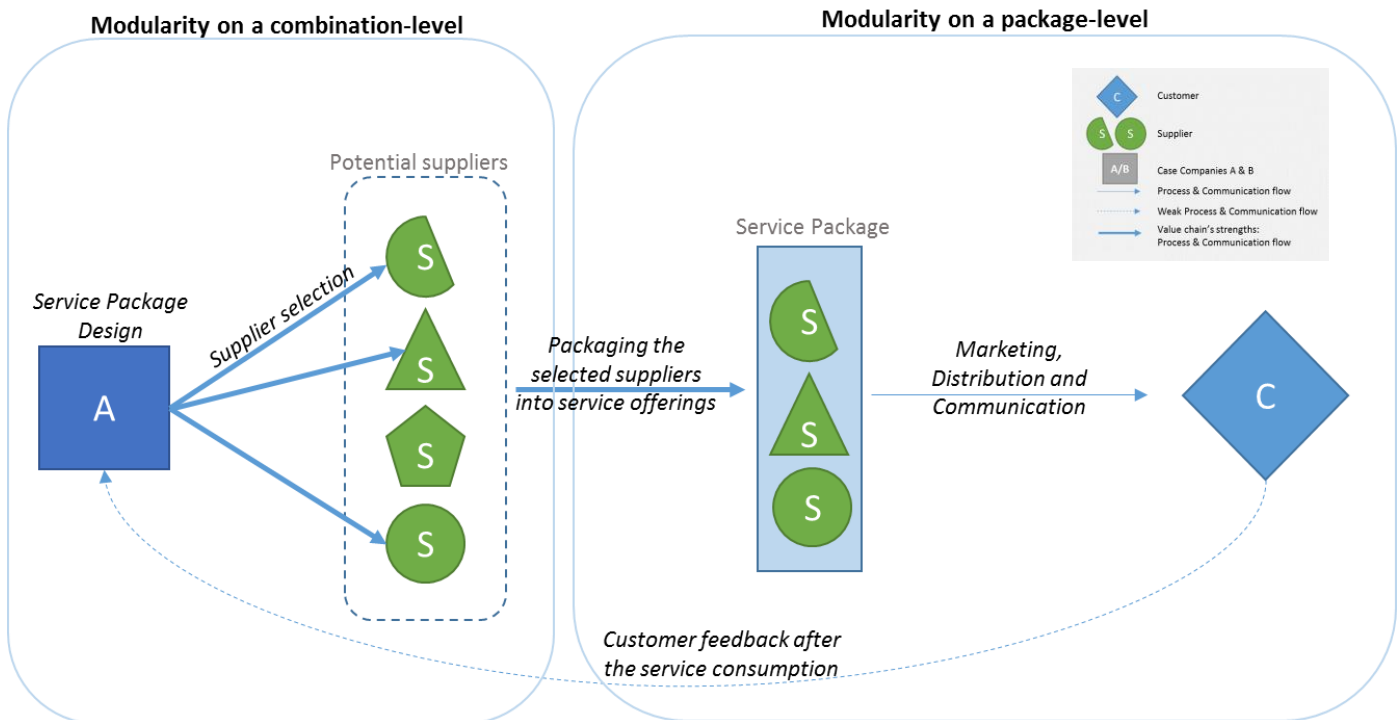 Modularity on a combination-level
Modularity on a package-level
Potential suppliers
S
S
S
S
Supplier selection
Service Package
Design
A
Packaging the
selected suppliers
into service offerings
Service Package
S
S
S
Marketing,
Distribution and
Communication
C
C
Customer
S S
Supplier
A/B
Case Companies A & B
Process & Communication flow
Weak Process & Communication flow
Value chain's strengths:
Process & Communication flow
Customer feedback after
the service consumption